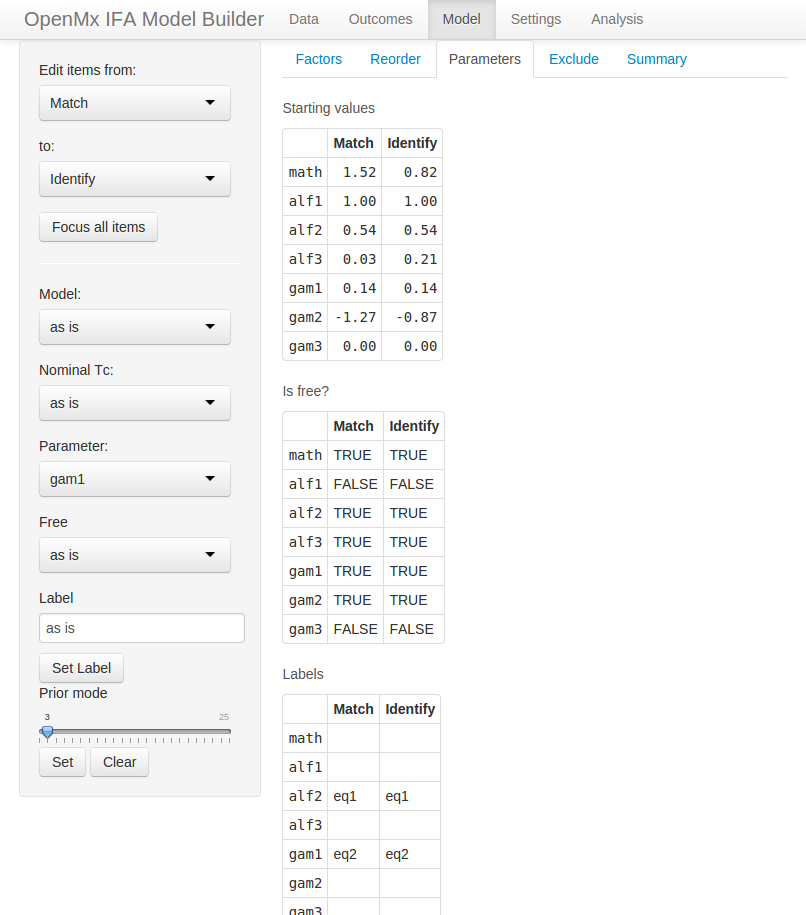 OpenMx IFA Model Builder Data Outcomes Model Settings Analysis
Edit items from:
Match
to:
Identify
Focus all items
Model:
as is
Nominal Tc:
as is
Parameter:
gam1
Free
as is
Label
as is
Set Label
Prior mode
3 25
Set Clear
Factors Reorder Parameters Exclude Summary
Starting values
Match Identify
math 1.52 0.82
alf1 1.00 1.00
alf2 0.54 0.54
alf3 0.03 0.21
gam1 0.14 0.14
gam2 -1.27 -0.87
gam3 0.00 0.00
Is free?
Match Identify
math TRUE TRUE
alf1 FALSE FALSE
alf2 TRUE TRUE
alf3 TRUE TRUE
gam1 TRUE TRUE
gam2 TRUE TRUE
gam3 FALSE FALSE
Labels
Match Identify
math
alf1
alf2 eq1 eq1
alf3
gam1 eq2 eq2
gam2
gam3